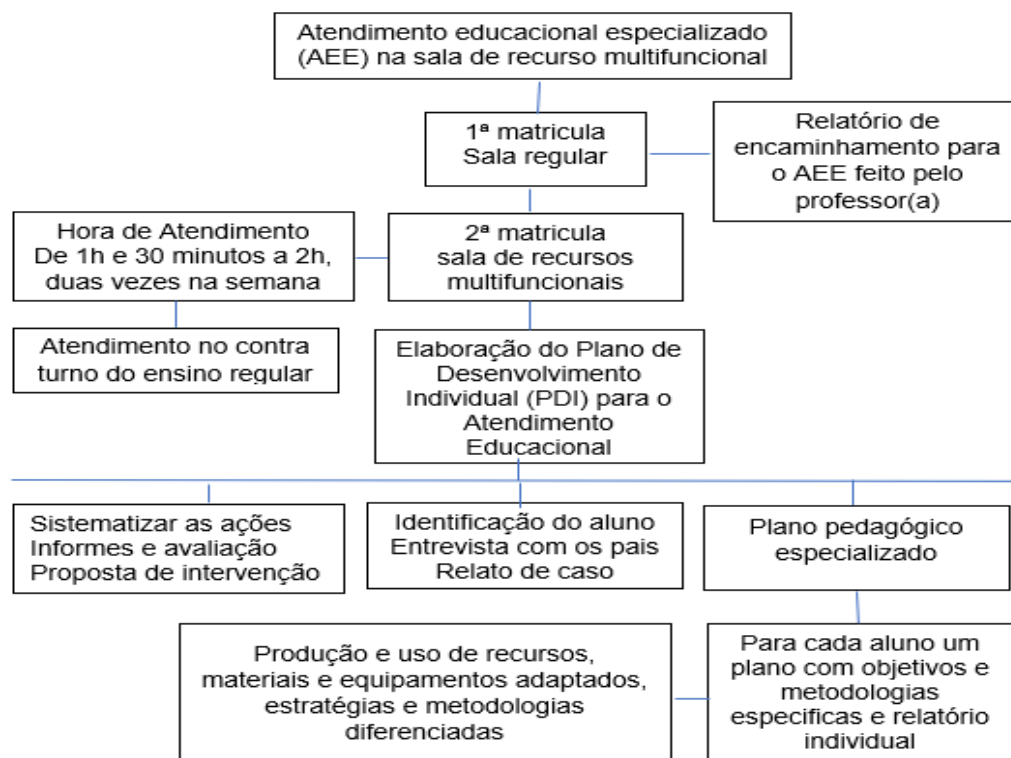 Atendimento educacional especializado
(AEE) na sala de recurso multifuncional
1ª matricula
Sala regular
Relatório de
encaminhamento para
o AEE feito pelo
professor(a)
Hora de Atendimento
De 1h e 30 minutos a 2h,
duas vezes na semana
2ª matricula
sala de recursos
multifuncionais
Atendimento no contra
turno do ensino regular
Elaboração do Plano de
Desenvolvimento
Individual (PDI) para o
Atendimento
Educacional
Sistematizar as ações
Informes e avaliação
Proposta de intervenção
Identificação do aluno
Entrevista com os pais
Relato de caso
Plano pedagógico
especializado
Produção e uso de recursos,
materiais e equipamentos adaptados,
estratégias e metodologias
diferenciadas
Para cada aluno um
plano com objetivos e
metodologias
especificas e relatório
individual